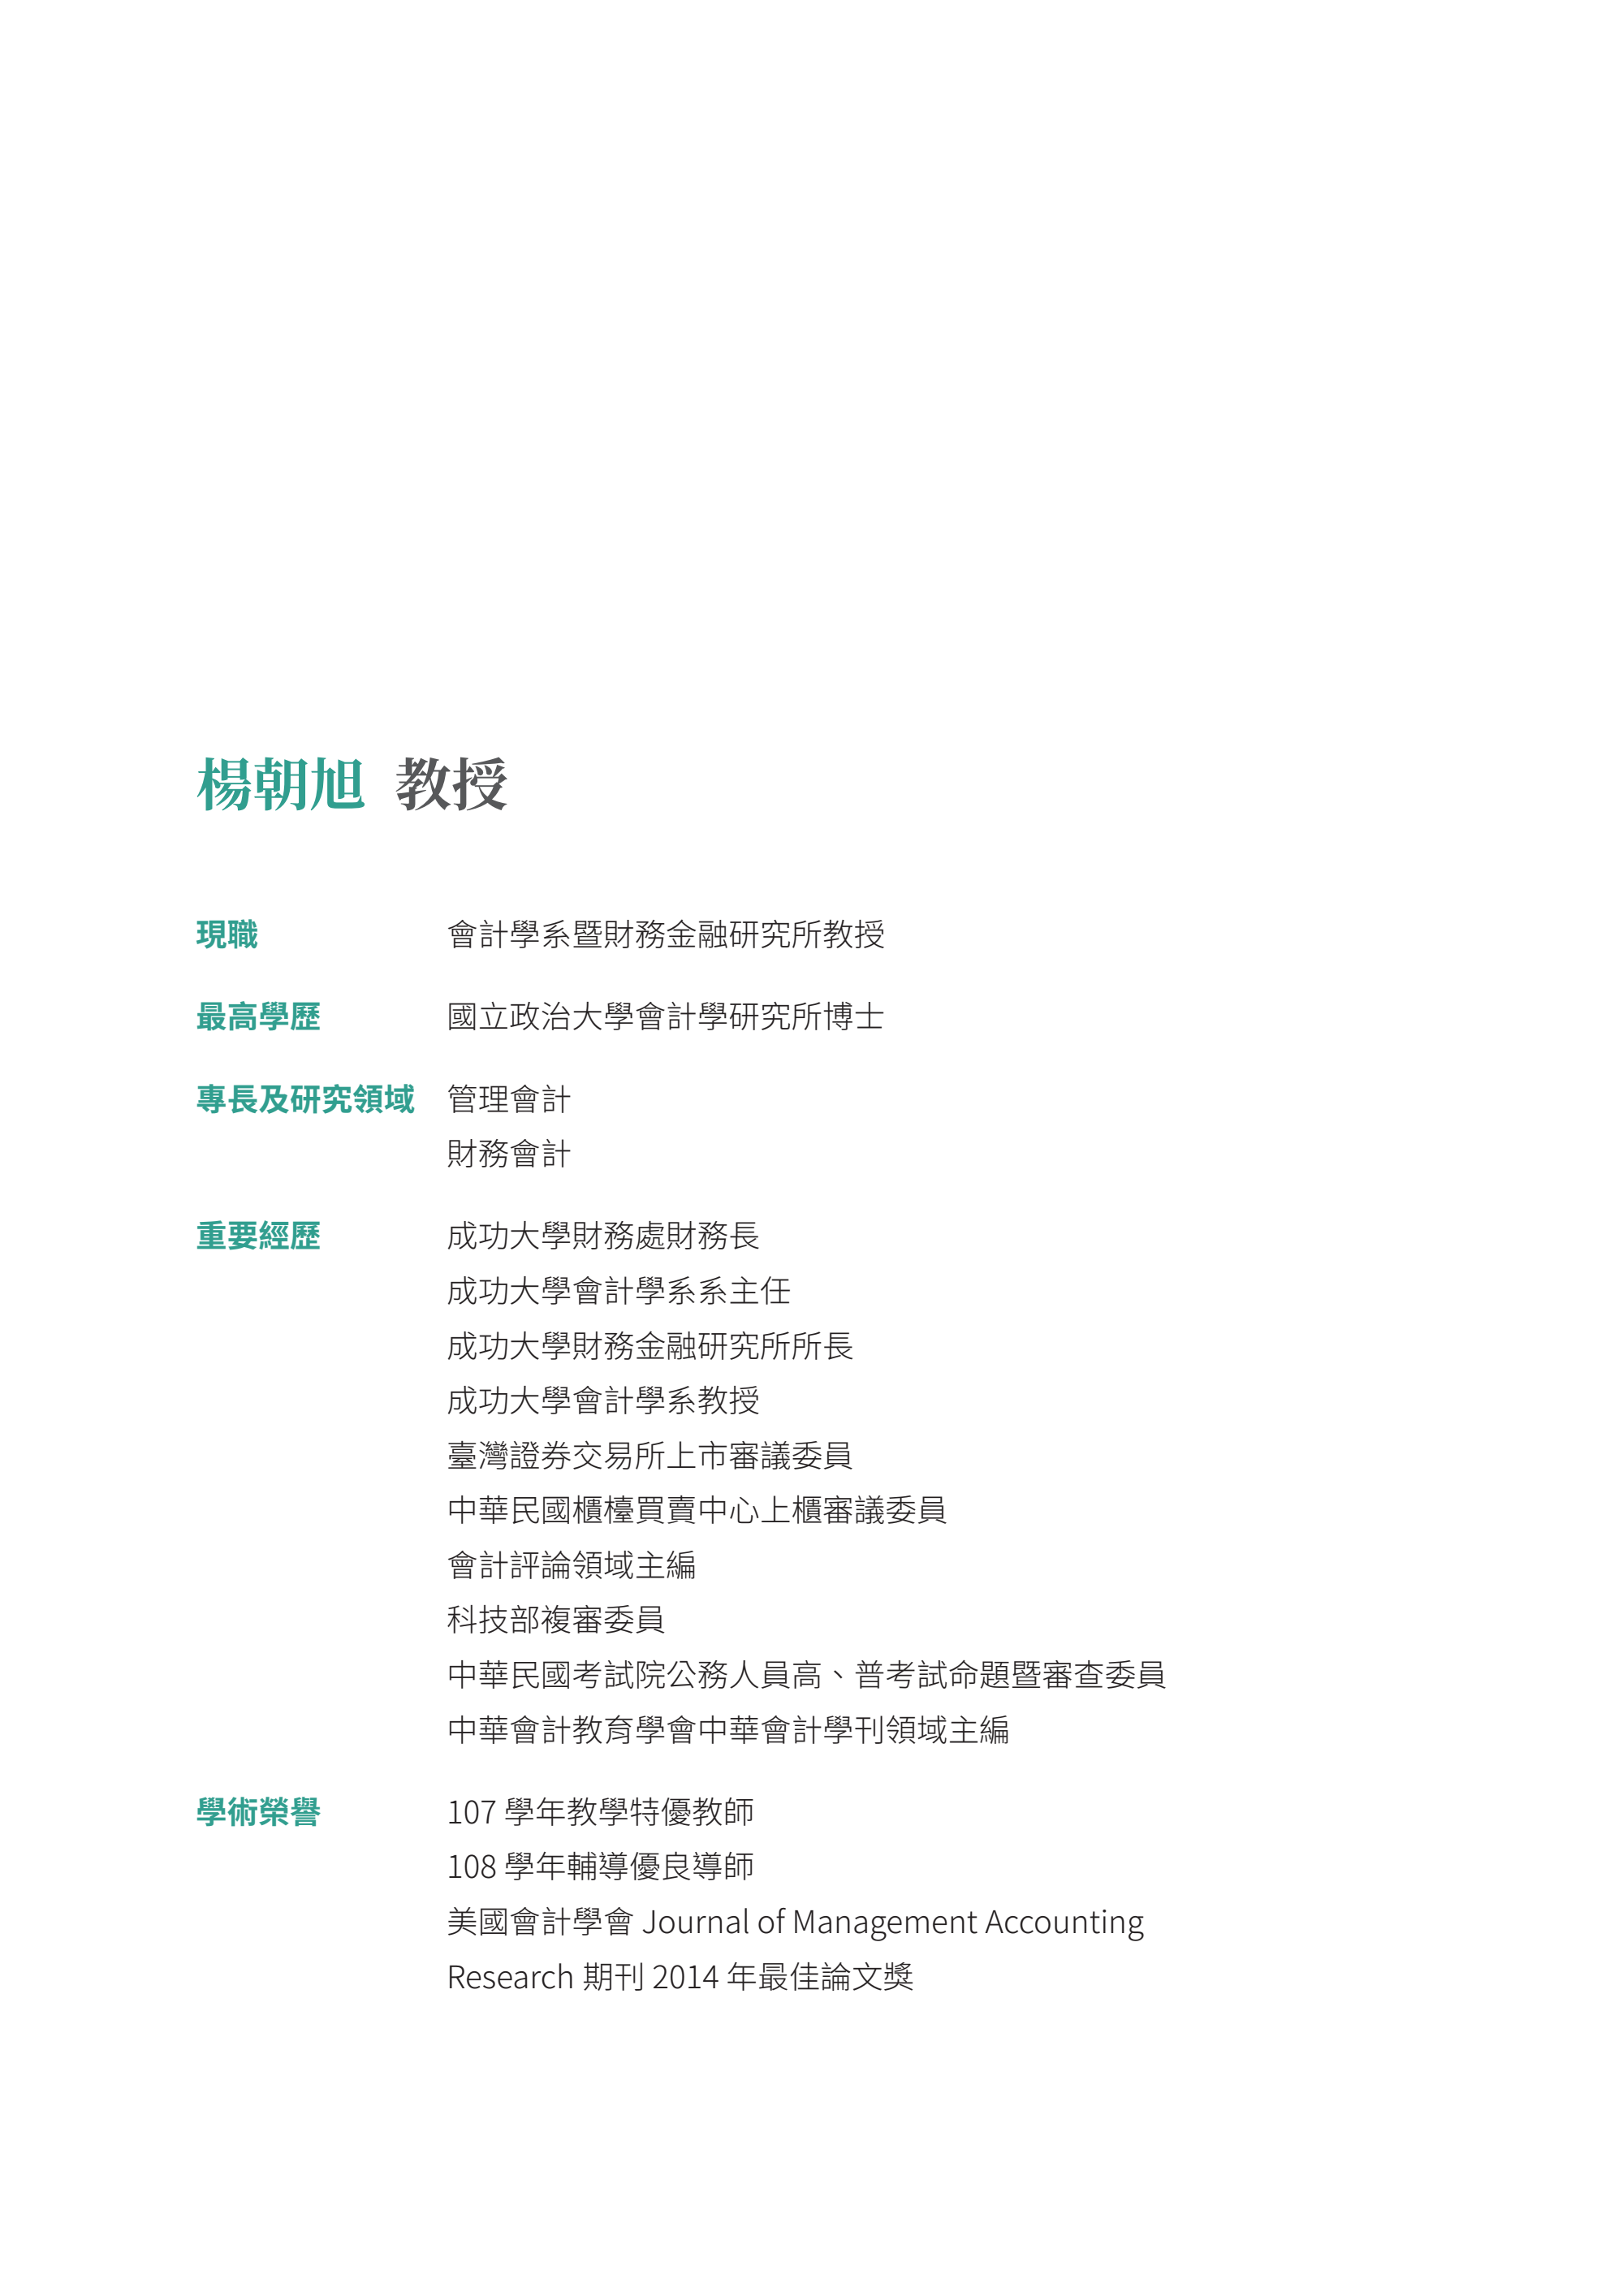 楊朝旭 教授
現職 會計學系暨財務金融研究所教授
最高學歷 國立政治大學會計學研究所博士
專長及研究領域 管理會計
財務會計
重要經歷 成功大學財務處財務長
成功大學會計學系系主任
成功大學財務金融研究所所長
成功大學會計學系教授
臺灣證券交易所上市審議委員
中華民國櫃檯買賣中心上櫃審議委員
會計評論領域主編
科技部複審委員
中華民國考試院公務人員高、普考試命題暨審查委員
中華會計教育學會中華會計學刊領域主編
學術榮譽 107 學年教學特優教師
108 學年輔導優良導師
美國會計學會 Journal of Management Accounting
Research 期刊 2014 年最佳論文獎